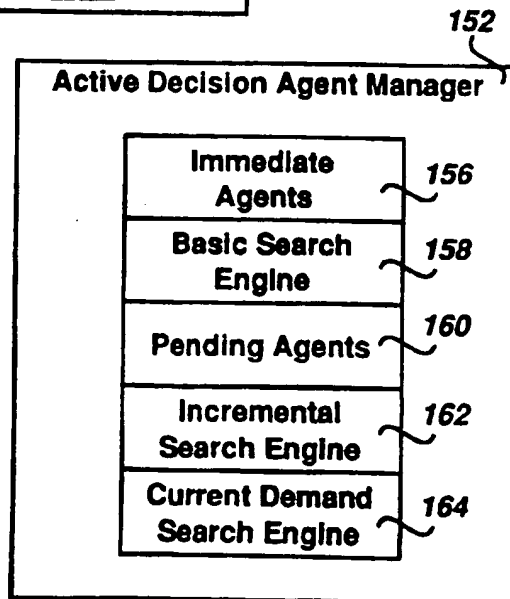 152
Active Decision Agent Manager
Immediate
Agents
156
Basic Search
Engine
158
Pending Agents
160
Incremental
Search Engine
162
Current Demand
Search Engine
164